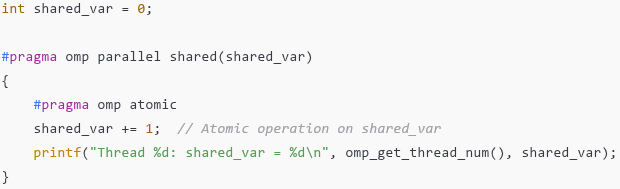 int shared_var = 0;
#pragma omp parallel shared(shared_var)
{
    #pragma omp atomic
    shared_var += 1;  // Atomic operation on shared_var
    printf("Thread %d: shared_var = %d\n", omp_get_thread_num(), shared_var);
}